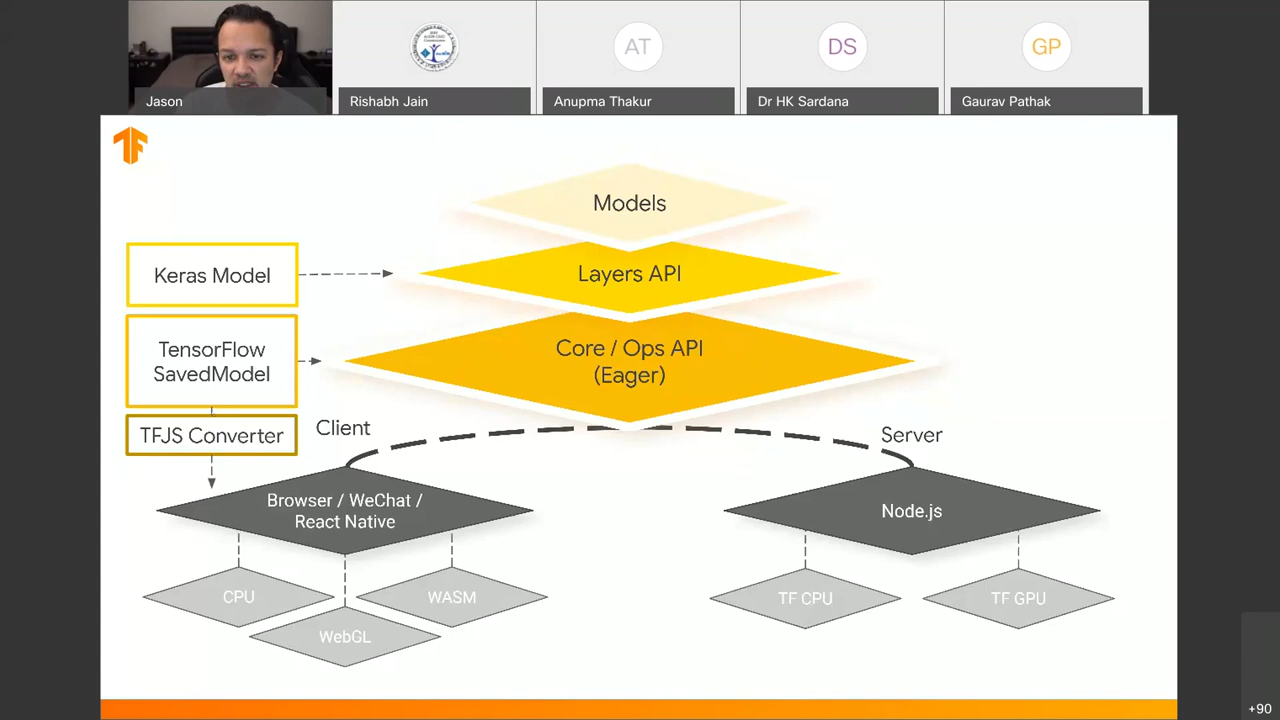 AT
DS
GP
Jason
Rishabh Jain
Anupma Thakur
Dr HK Sardana
Gaurav Pathak
Models
Keras Model
Layers API
TensorFlow
SavedModel
Core / Ops API
(Eager)
TFJS Converter
Client
Server
Browser / WeChat /
React Native
Node.js
CPU
WASM
WebGL
TF CPU
TF GPU
+90